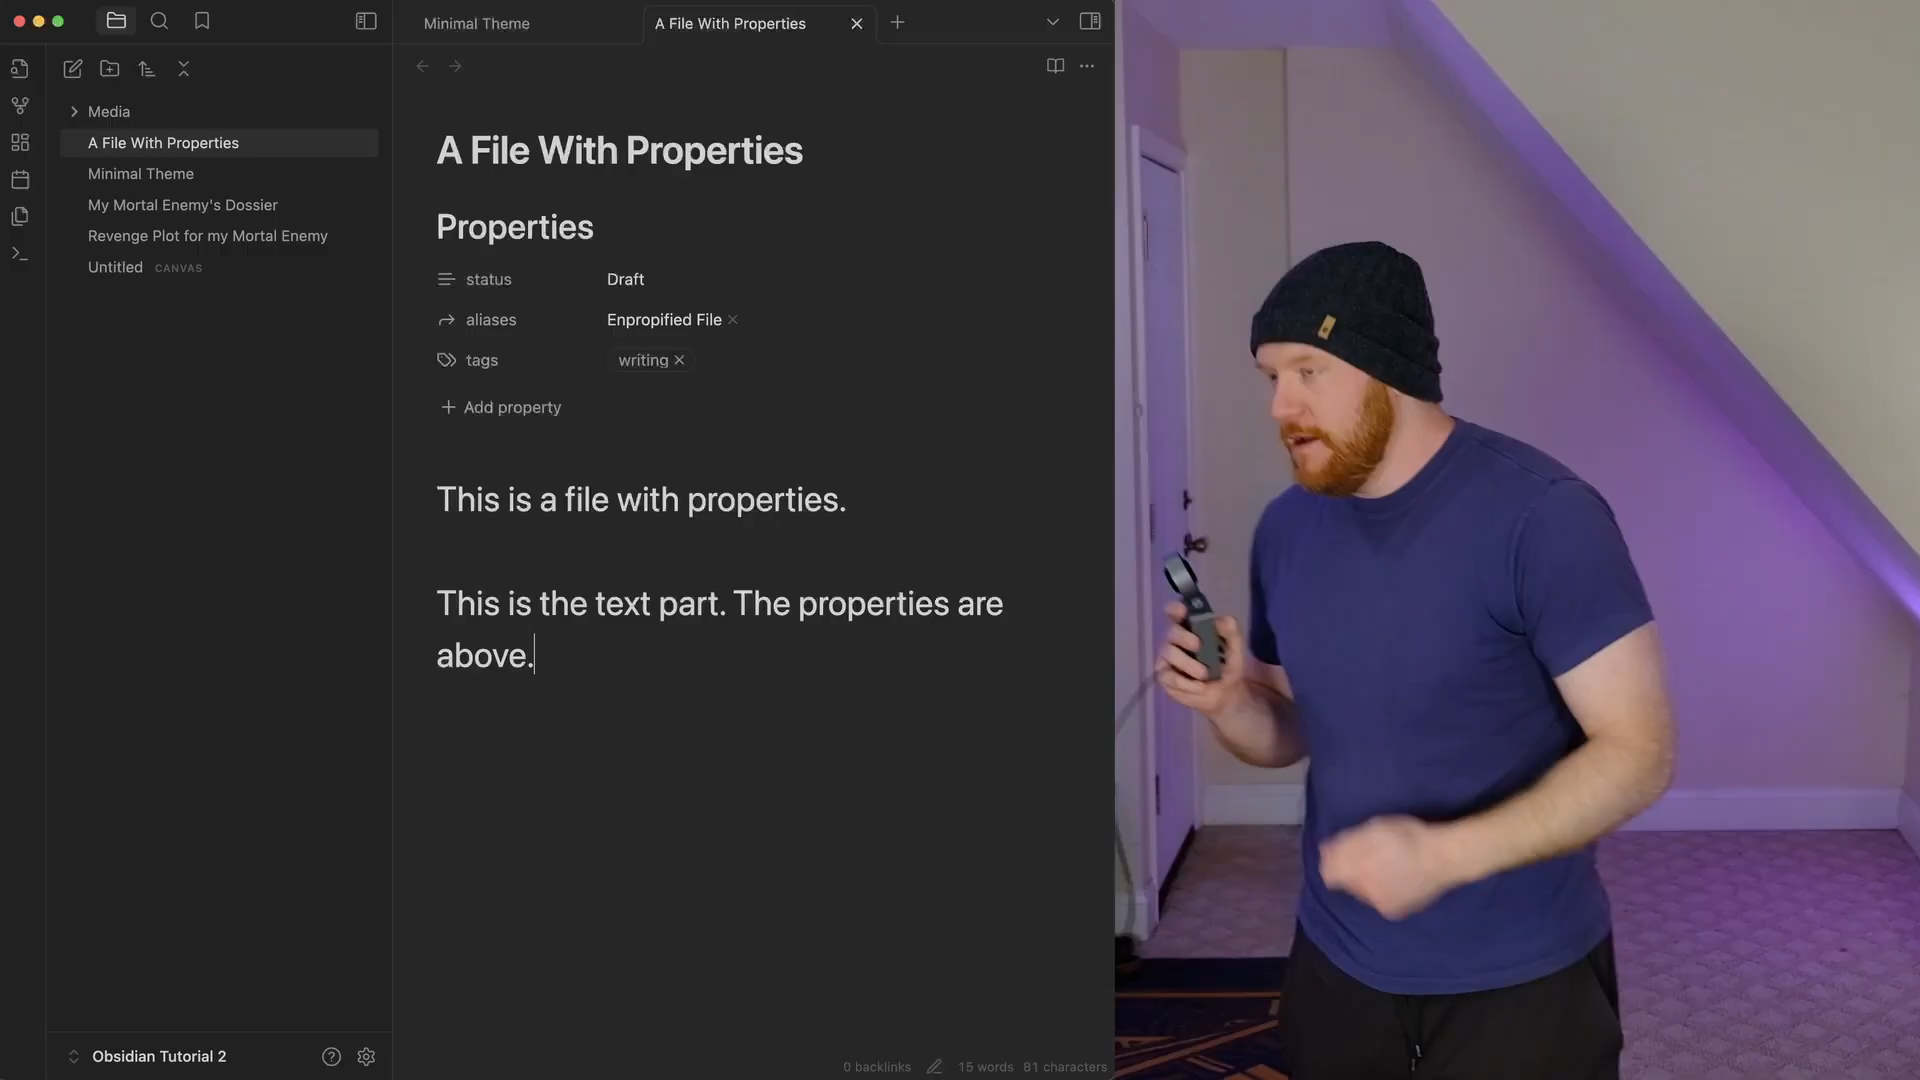 Minimal Theme
A File With Properties
Media
A File With Properties
Minimal Theme
My Mortal Enemy's Dossier
Revenge Plot for my Mortal Enemy
Untitled CANVAS
A File With Properties
Properties
status Draft
aliases Enpropified File
tags writing
Add property
This is a file with properties.
This is the text part. The properties are
above.
Obsidian Tutorial 2
0 backlinks 15 words 81 characters